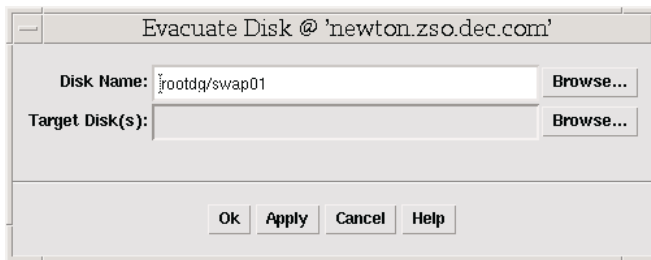 Evacuate Disk @ 'newton.zso.dec.com'
Disk Name: rootdg/swap01 Browse...
Target Disk(s): Browse...
Ok Apply Cancel Help